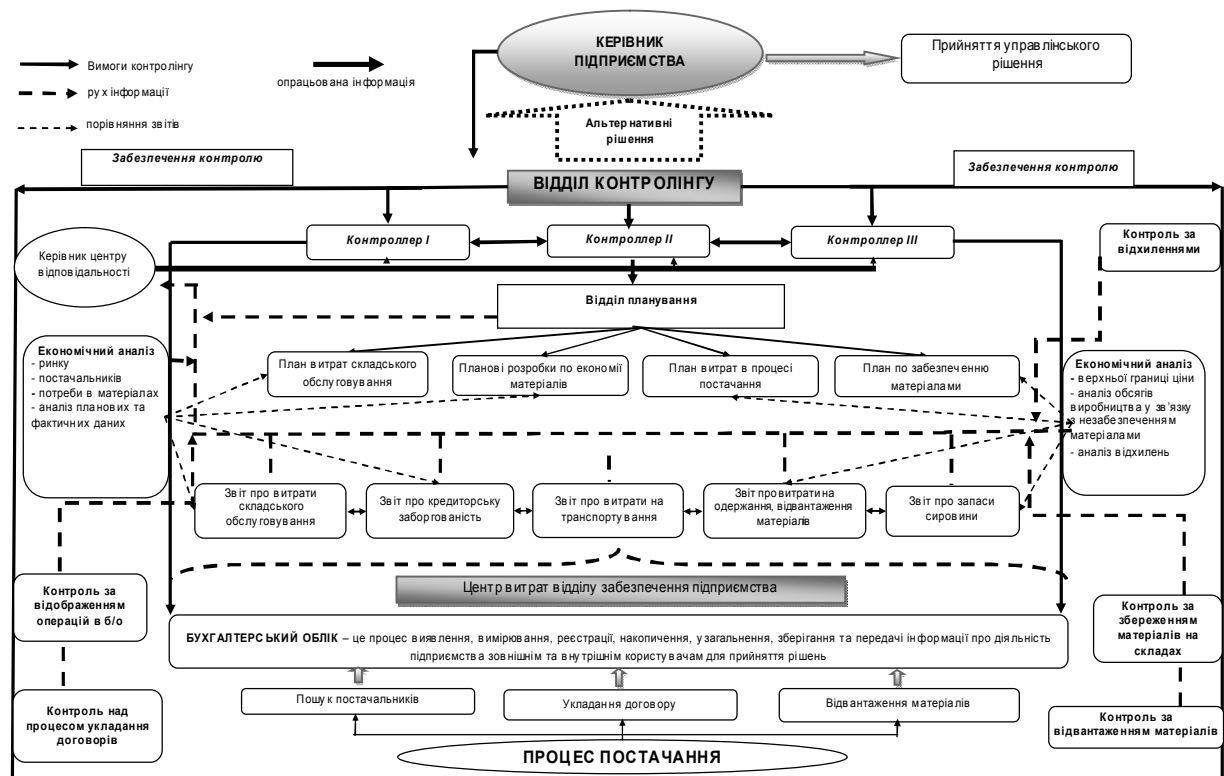 КЕРІВНИК
ПІДПРИЄМСТВА
Прийняття управлінського
рішення
Вимоги контролінгу
опрацьована інформація
рух інформації
порівняння звітів
Альтернативні
рішення
Забезпечення контролю
Забезпечення контролю
ВІДДІЛ КОНТРОЛІНГУ
Контроллер І
Контроллер ІІ
Контроллер ІІІ
Контроль за
відхиленнями
Керівник центру
відповідальності
Відділ планування
Економічний аналіз
- ринку
- постачальників
- потреби в матеріалах
- аналіз планових та
фактичних даних
План витрат складського
обслуговування
Планові розробки по економії
матеріалів
План витрат в процесі
постачання
План по забезпеченню
матеріалами
Економічний аналіз
- верхньої границі ціни
- аналіз обсягів
виробництва у зв’язку
з незабезпеченням
матеріалами
- аналіз відхилень
Звіт про витрати
складського
обслуговування
Звіт про кредиторську
заборгованість
Звіт про витрати на
транспортування
Звіт про витрати на
одержання, відвантаження
матеріалів
Звіт про запаси
сировини
Центр витрат відділу забезпечення підприємства
Контроль за
відображенням
операцій в б/о
Контроль за
збереженням
матеріалів на
складах
БУХГАЛТЕРСЬКИЙ ОБЛІК – це процес виявлення, вимірювання, реєстрації, накопичення, узагальнення, зберігання та передачі інформації про діяльність
підприємства зовнішнім та внутрішнім користувачам для прийняття рішень
Пошук постачальників
Укладання договору
Відвантаження матеріалів
Контроль над
процесом укладання
договорів
Контроль за
відвантаженням матеріалів
ПРОЦЕС ПОСТАЧАННЯ